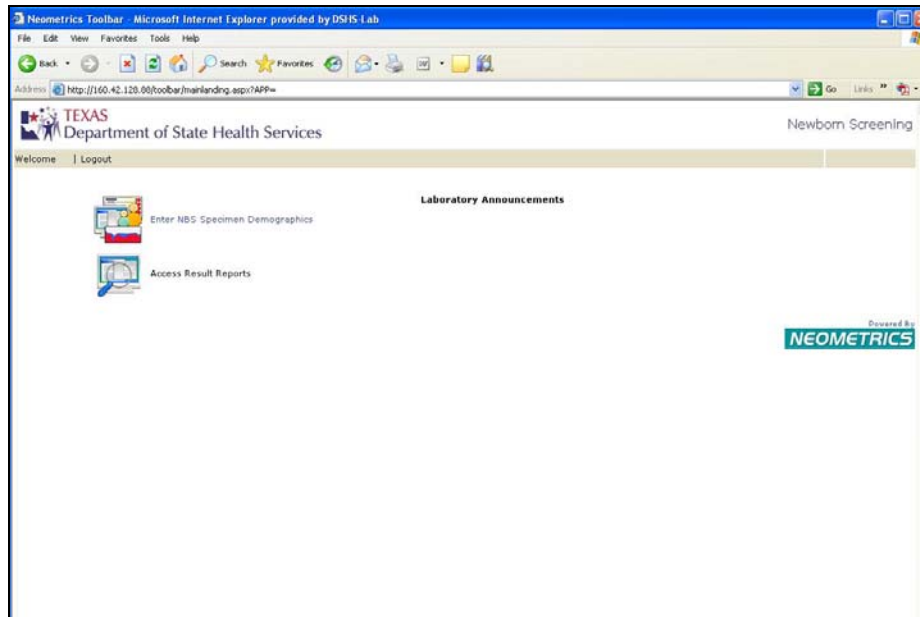 Neometrics Toolbar - Microsoft Internet Explorer provided by DSHS-Lab
File Edit View Favorites Tools Help
Back Search Favorites
Address http://160.42.128.00/toolbar/mainlanding.aspx?APP= Go Links »
TEXAS
Department of State Health Services
Newborn Screening
Welcome | Logout
Laboratory Announcements
Enter NBS Specimen Demographics
Access Result Reports
Powered By
NEOMETRICS